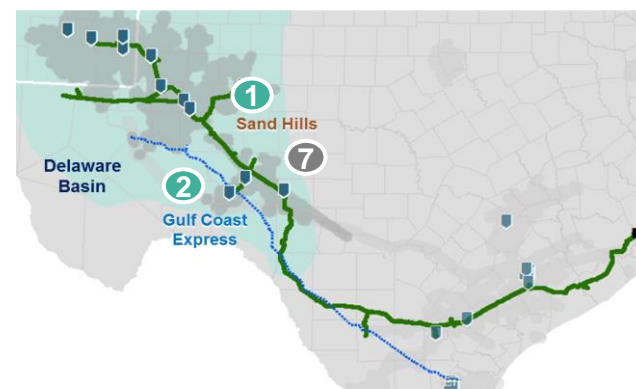 1
Sand Hills
7
Delaware
Basin
2
Gulf Coast
Express